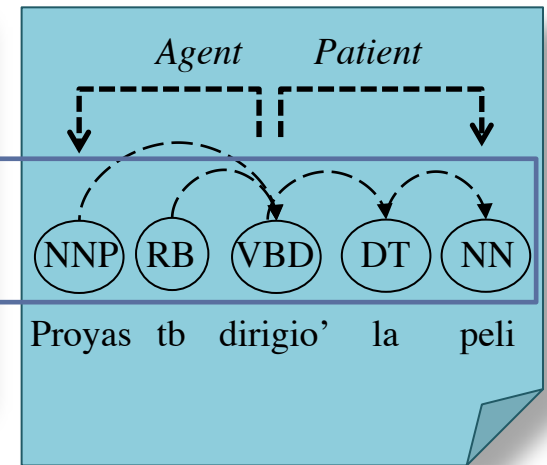 Agent Patient
NNP RB VBD DT NN
Proyas tb dirigio’ la peli